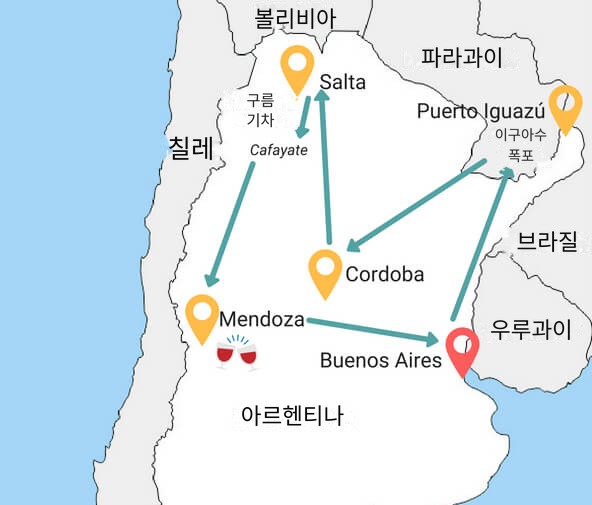 볼리비아
파라과이
Salta
구름
기차
Puerto Iguazú
이구아수
폭포
칠레
Cafayate
브라질
Cordoba
Mendoza
우루과이
Buenos Aires
아르헨티나